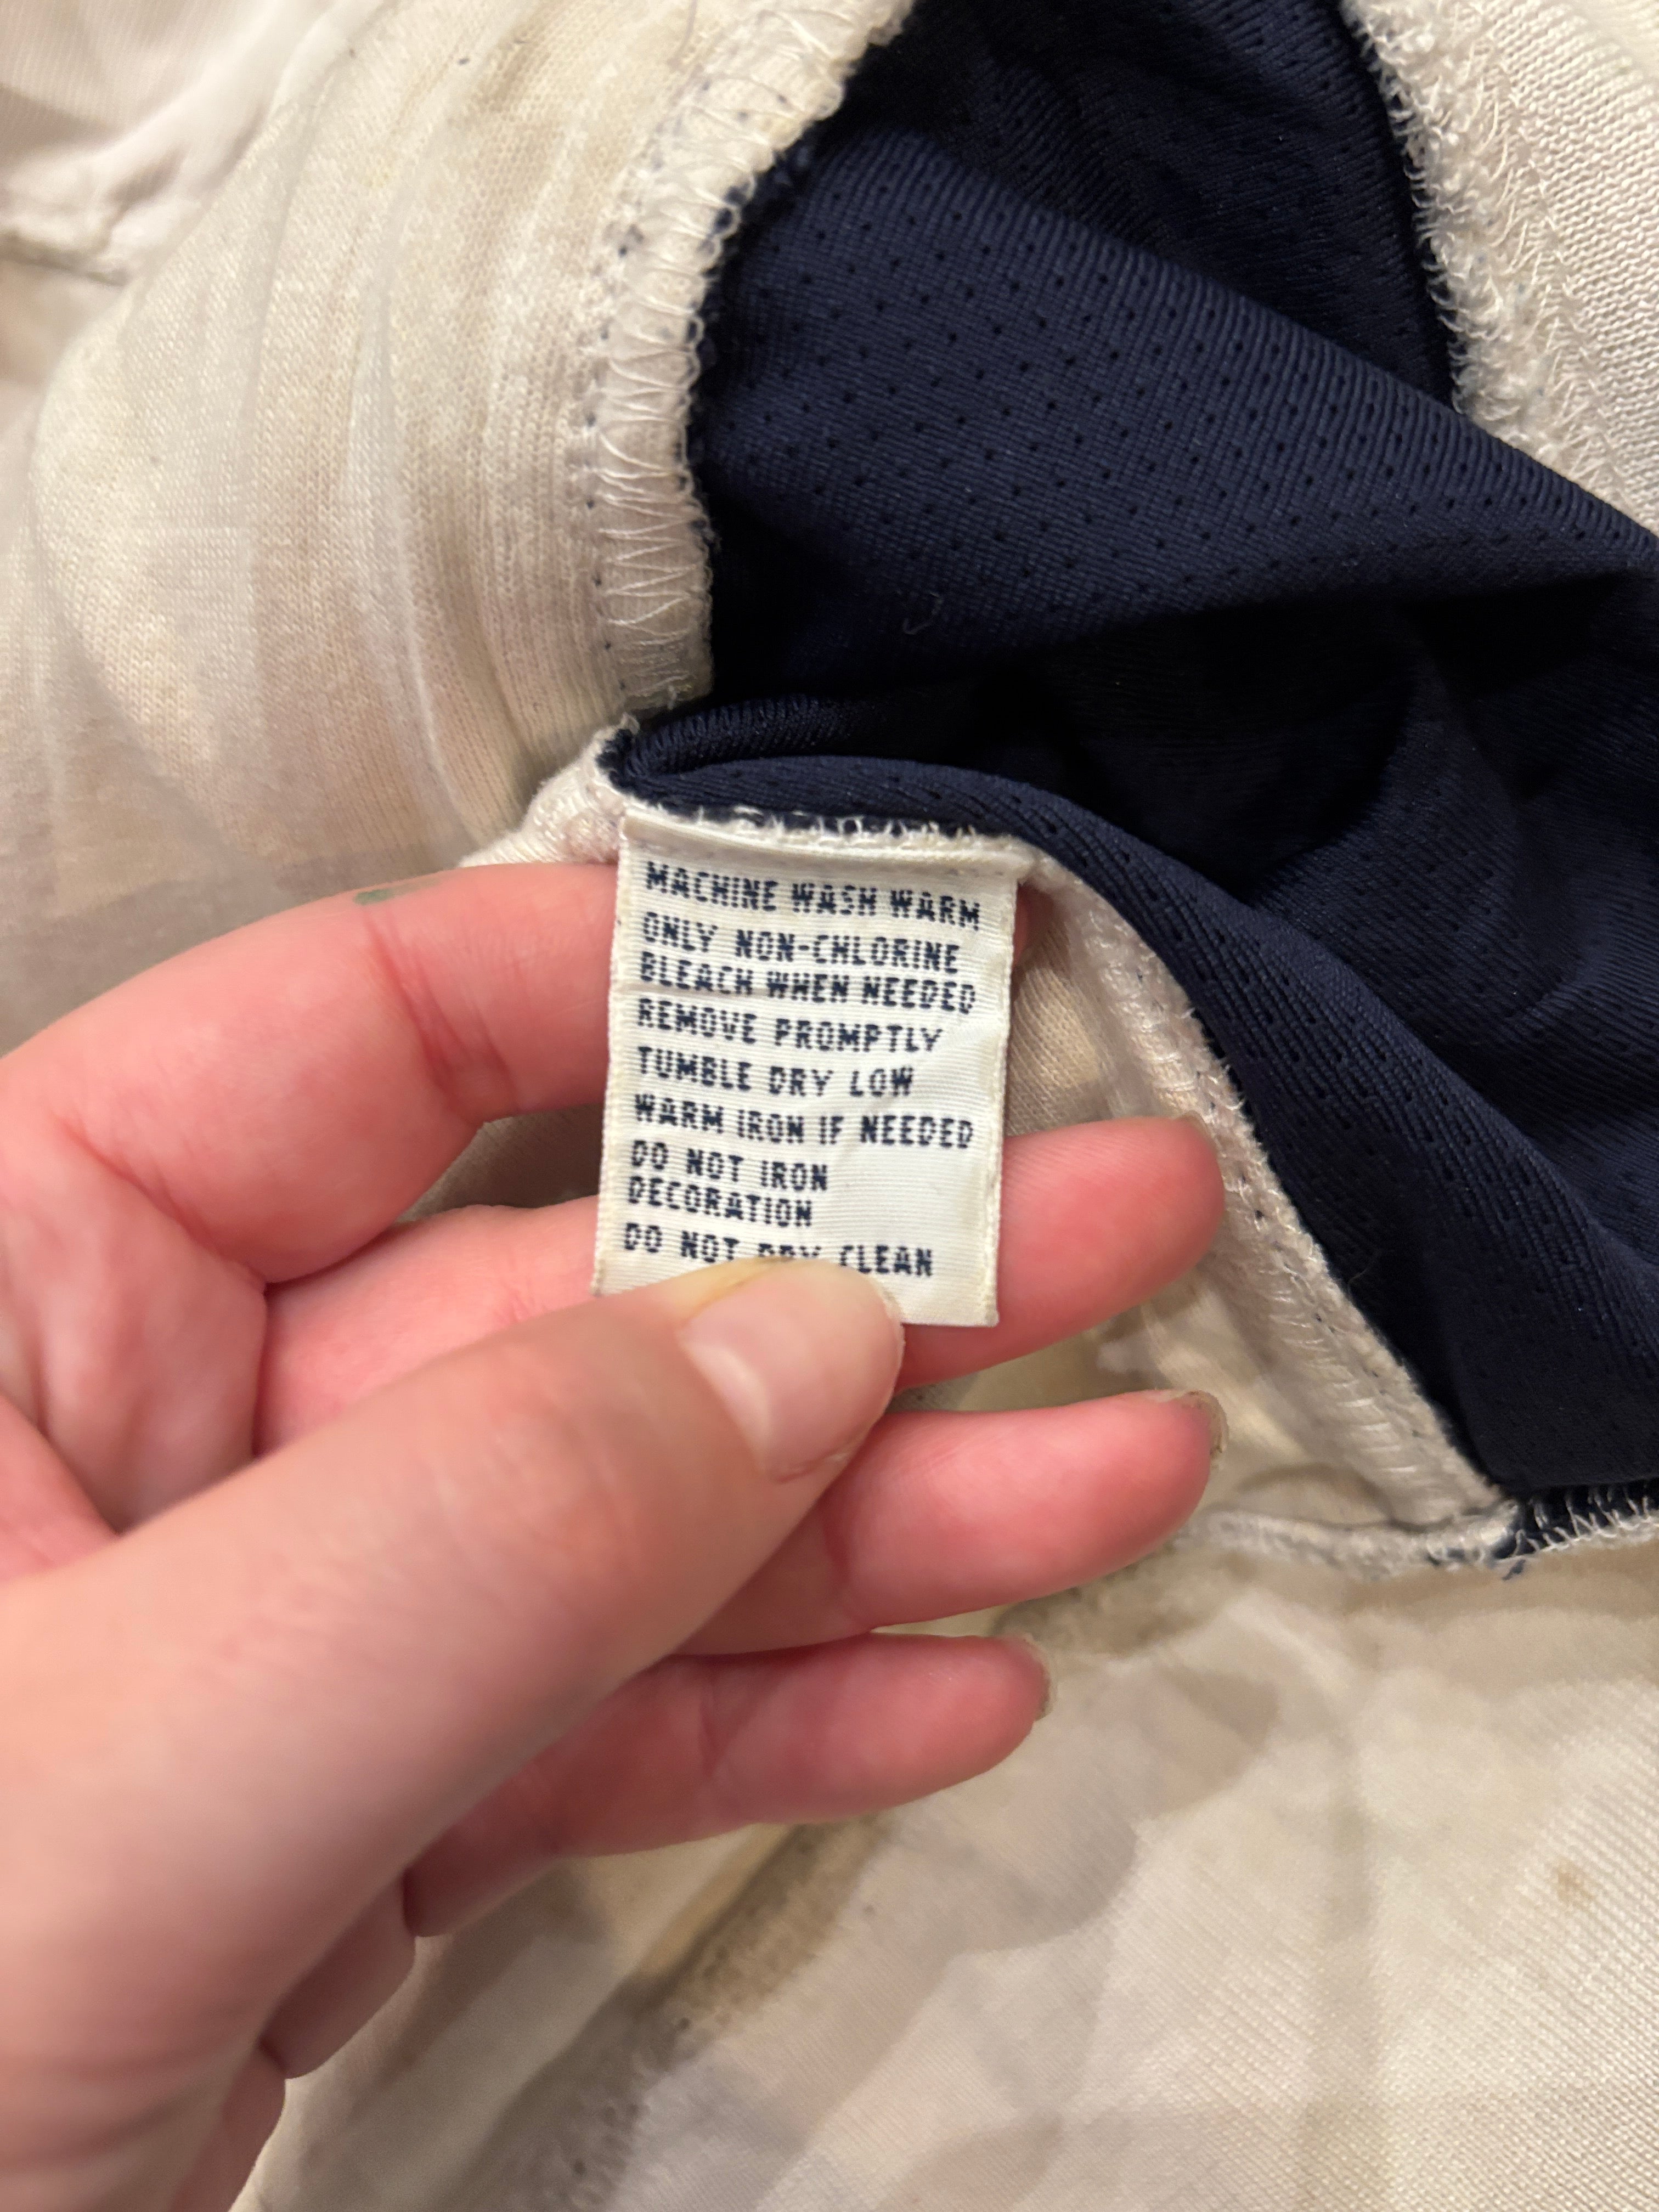 MACHINE WASH WARM
ONLY NON-CHLORINE
BLEACH WHEN NEEDED
REMOVE PROMPTLY
TUMBLE DRY LOW
WARM IRON IF NEEDED
DO NOT IRON
DECORATION
DO NOT DRY CLEAN